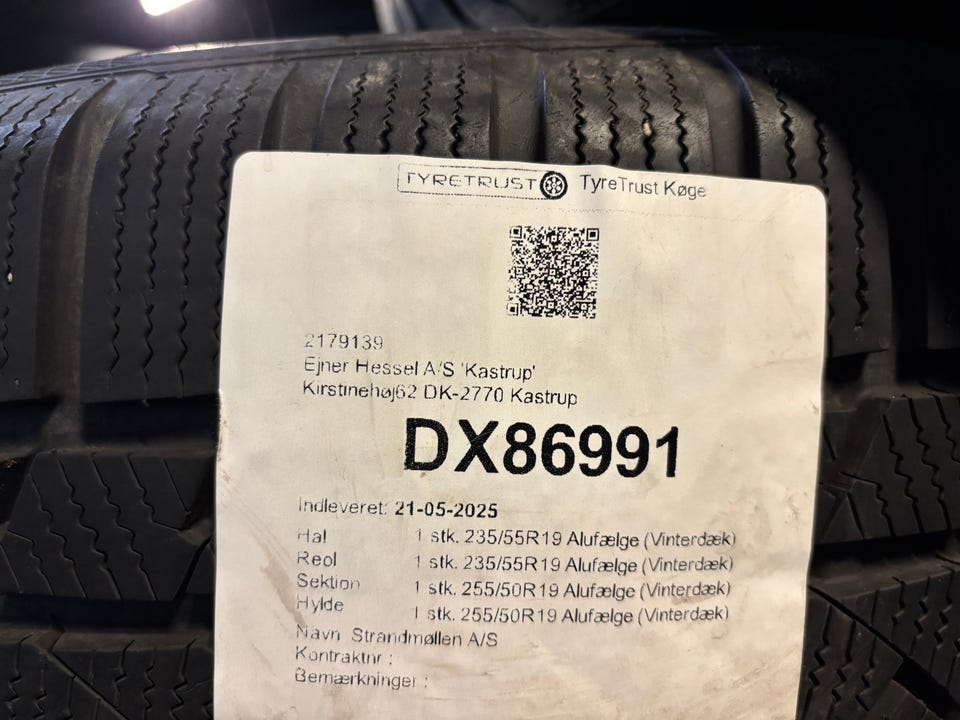 TYRETRUST TyreTrust Køge
2179139
Ejner Hessel A/S 'Kastrup'
Kirstinehøj62 DK-2770 Kastrup
DX86991
Indleveret: 21-05-2025
Hal 1 stk. 235/55R19 Alufælge (Vinterdæk)
Reol 1 stk. 235/55R19 Alufælge (Vinterdæk)
Sektion 1 stk. 255/50R19 Alufælge (Vinterdæk)
Hylde 1 stk. 255/50R19 Alufælge (Vinterdæk)
Navn Strandmøllen A/S
Kontraktnr :
Bemærkninger :